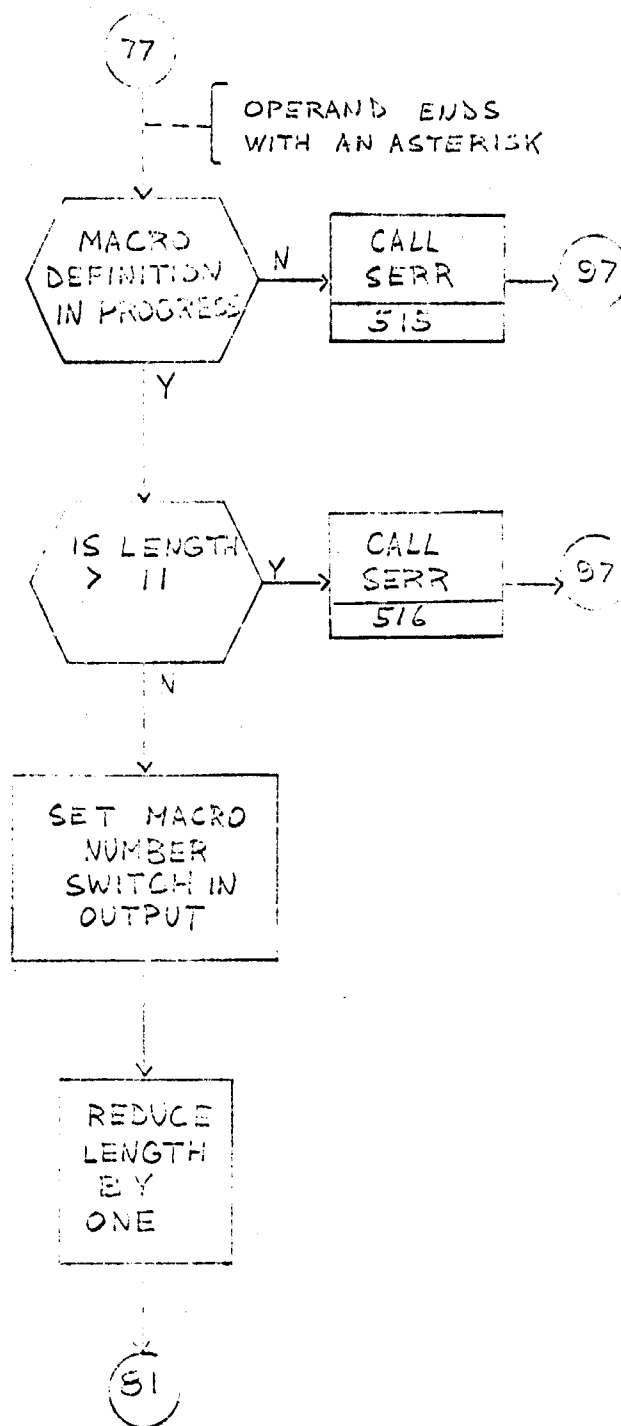 77
OPERAND ENDS
WITH AN ASTERISK
MACRO
DEFINITION
IN PROGRESS
N
CALL
SERR
515
97
Y
IS LENGTH
> 11
Y
CALL
SERR
516
97
N
SET MACRO
NUMBER
SWITCH IN
OUTPUT
REDUCE
LENGTH
BY
ONE
81